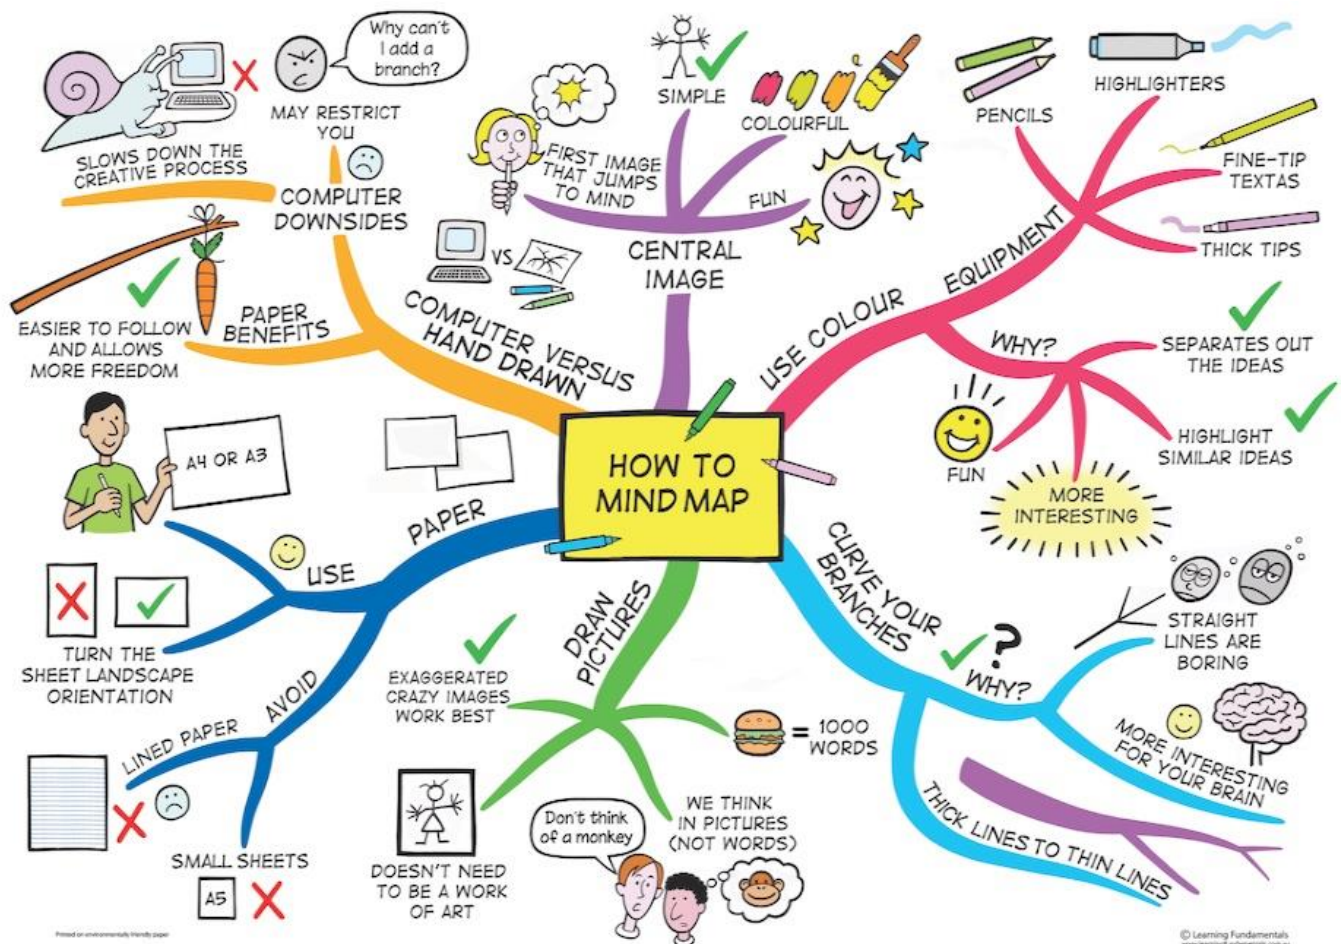 HOW TO
MIND MAP
COMPUTER VERSUS
HAND DRAWN
COMPUTER
DOWNSIDES
SLOWS DOWN THE
CREATIVE PROCESS
MAY RESTRICT
YOU
Why can't
I add a
branch?
PAPER
BENEFITS
EASIER TO FOLLOW
AND ALLOWS
MORE FREEDOM
VS
CENTRAL
IMAGE
FIRST IMAGE
THAT JUMPS
TO MIND
SIMPLE
COLOURFUL
FUN
USE COLOUR
EQUIPMENT
PENCILS
HIGHLIGHTERS
FINE-TIP
TEXTAS
THICK TIPS
WHY?
SEPARATES OUT
THE IDEAS
HIGHLIGHT
SIMILAR IDEAS
MORE
INTERESTING
FUN
CURVE YOUR
BRANCHES
?
WHY?
STRAIGHT
LINES ARE
BORING
MORE INTERESTING
FOR YOUR BRAIN
THICK LINES TO THIN LINES
DRAW
PICTURES
= 1000
WORDS
WE THINK
IN PICTURES
(NOT WORDS)
Don't think
of a monkey
DOESN'T NEED
TO BE A WORK
OF ART
EXAGGERATED
CRAZY IMAGES
WORK BEST
PAPER
USE
A4 OR A3
TURN THE
SHEET LANDSCAPE
ORIENTATION
AVOID
LINED PAPER
SMALL SHEETS
A5
Printed on environmentally friendly paper
© Learning Fundamentals